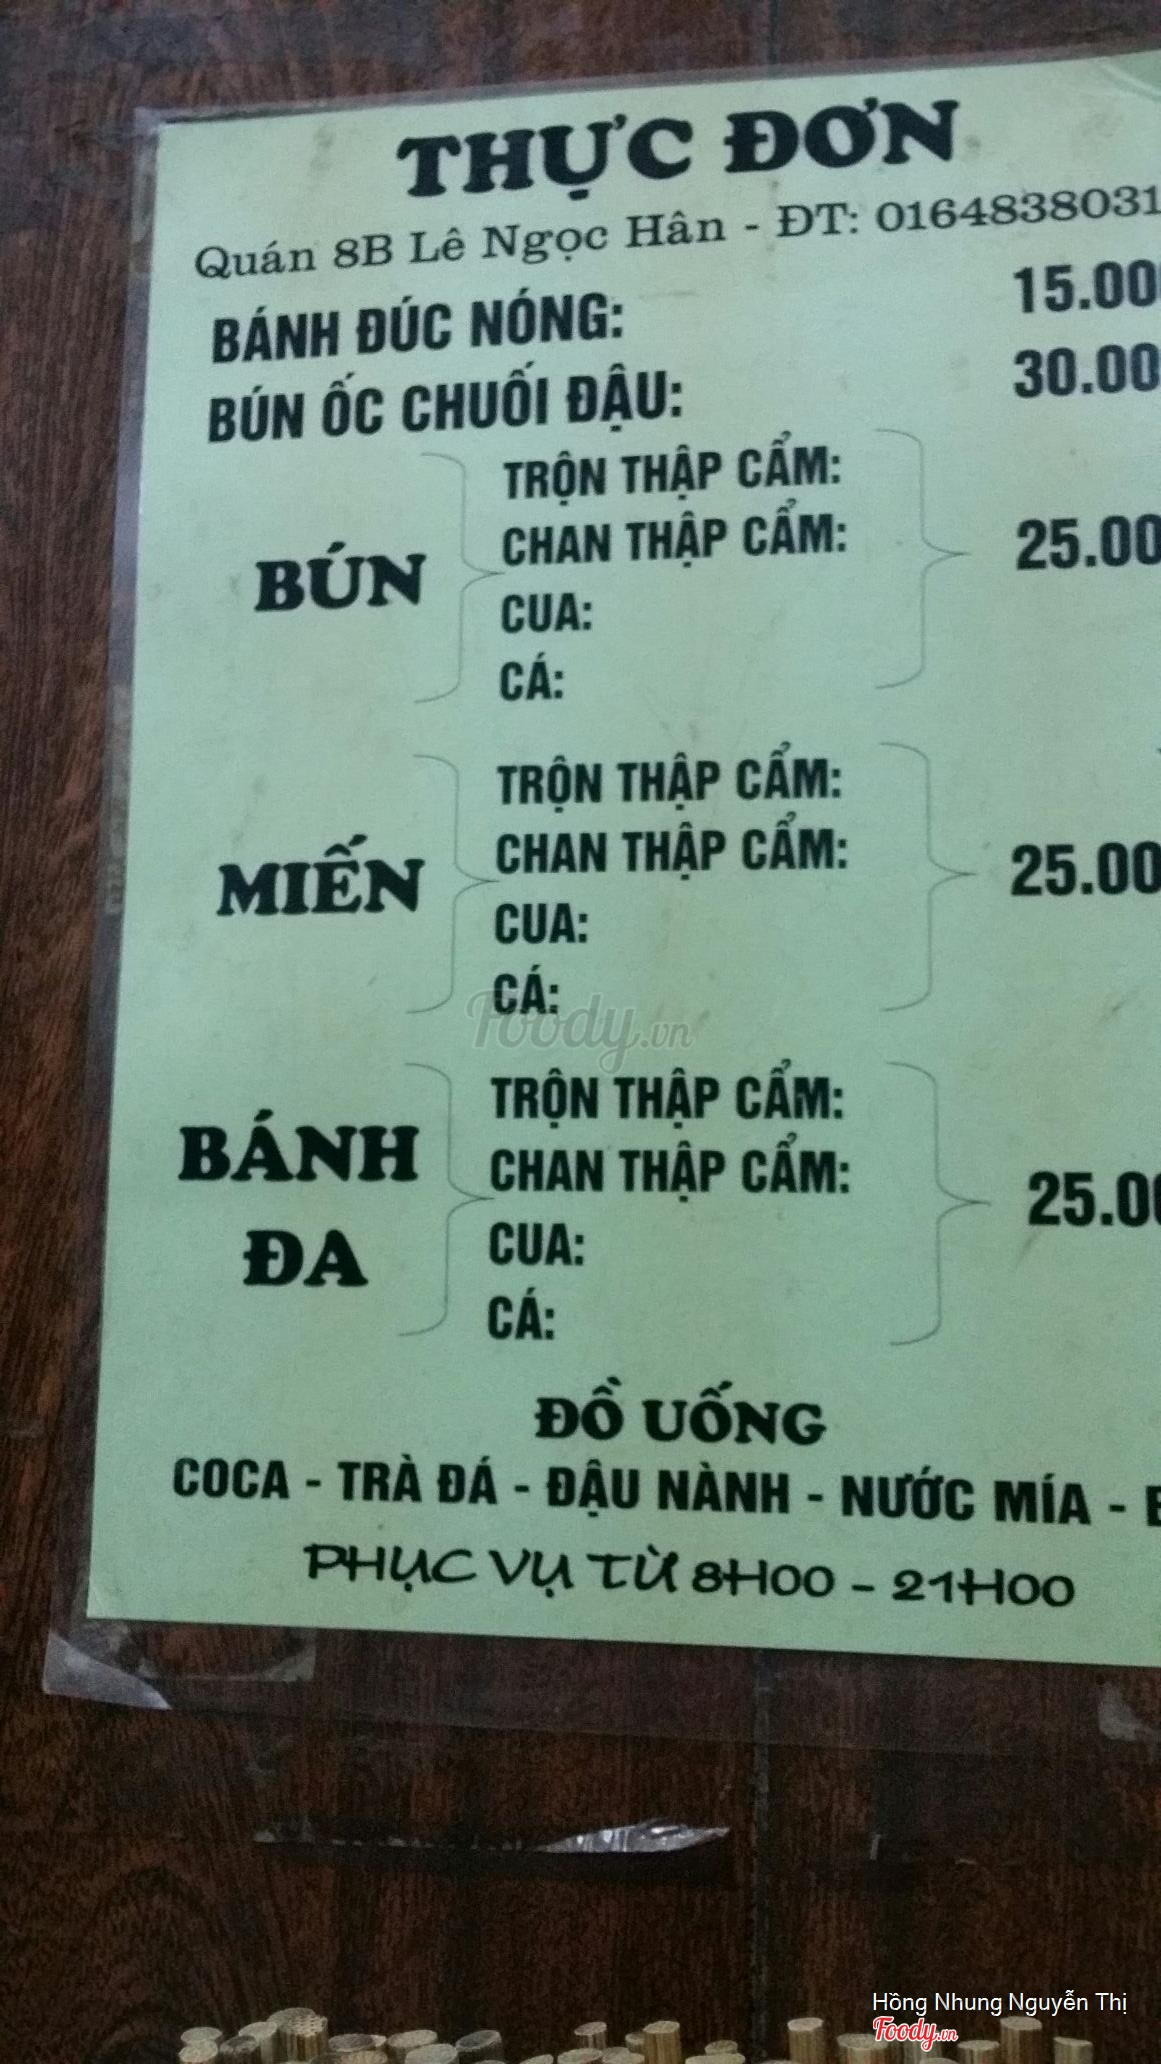 THỰC ĐƠN
Quán 8B Lê Ngọc Hân - ĐT: 0164838031
BÁNH ĐÚC NÓNG: 15.00
BÚN ỐC CHUỐI ĐẬU: 30.00
BÚN
TRỘN THẬP CẨM:
CHAN THẬP CẨM:
CUA:
CÁ:
25.00
MIẾN
TRỘN THẬP CẨM:
CHAN THẬP CẨM:
CUA:
CÁ:
25.00
Foody.vn
BÁNH
ĐA
TRỘN THẬP CẨM:
CHAN THẬP CẨM:
CUA:
CÁ:
25.00
ĐỒ UỐNG
COCA - TRÀ ĐÁ - ĐẬU NÀNH - NƯỚC MÍA -
PHỤC VỤ TỪ 8H00 - 21H00
Hồng Nhung Nguyễn Thị
Foody.vn